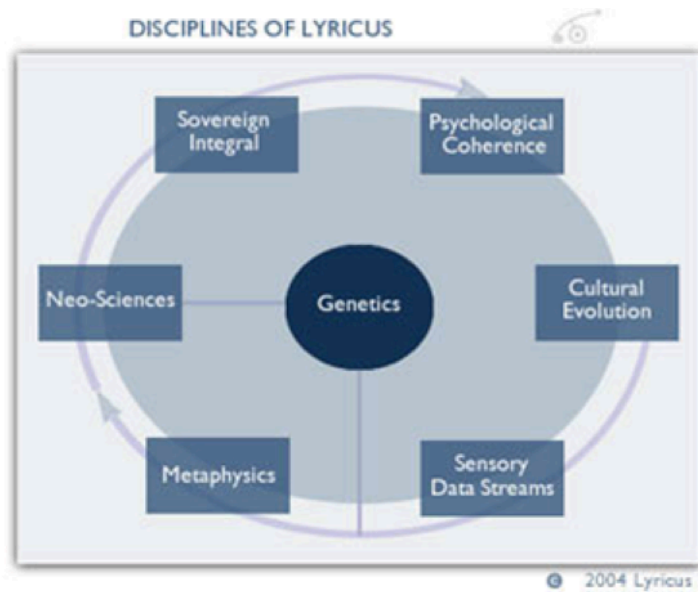 DISCIPLINES OF LYRICUS
Sovereign
Integral
Psychological
Coherence
Neo-Sciences
Genetics
Cultural
Evolution
Metaphysics
Sensory
Data Streams
© 2004 Lyricus